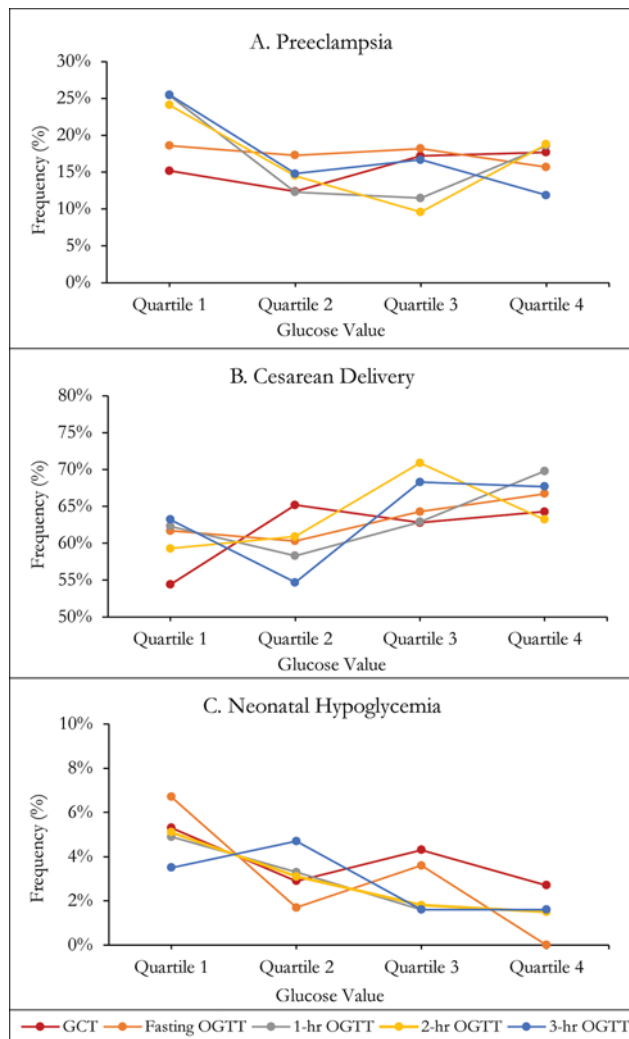 A. Preeclampsia
30%
25%
20%
15%
10%
5%
0%
Frequency (%)
Quartile 1 Quartile 2 Quartile 3 Quartile 4
Glucose Value
B. Cesarean Delivery
80%
75%
70%
65%
60%
55%
50%
Frequency (%)
Quartile 1 Quartile 2 Quartile 3 Quartile 4
Glucose Value
C. Neonatal Hypoglycemia
10%
8%
6%
4%
2%
0%
Frequency (%)
Quartile 1 Quartile 2 Quartile 3 Quartile 4
Glucose Value
GCT Fasting OGTT 1-hr OGTT 2-hr OGTT 3-hr OGTT